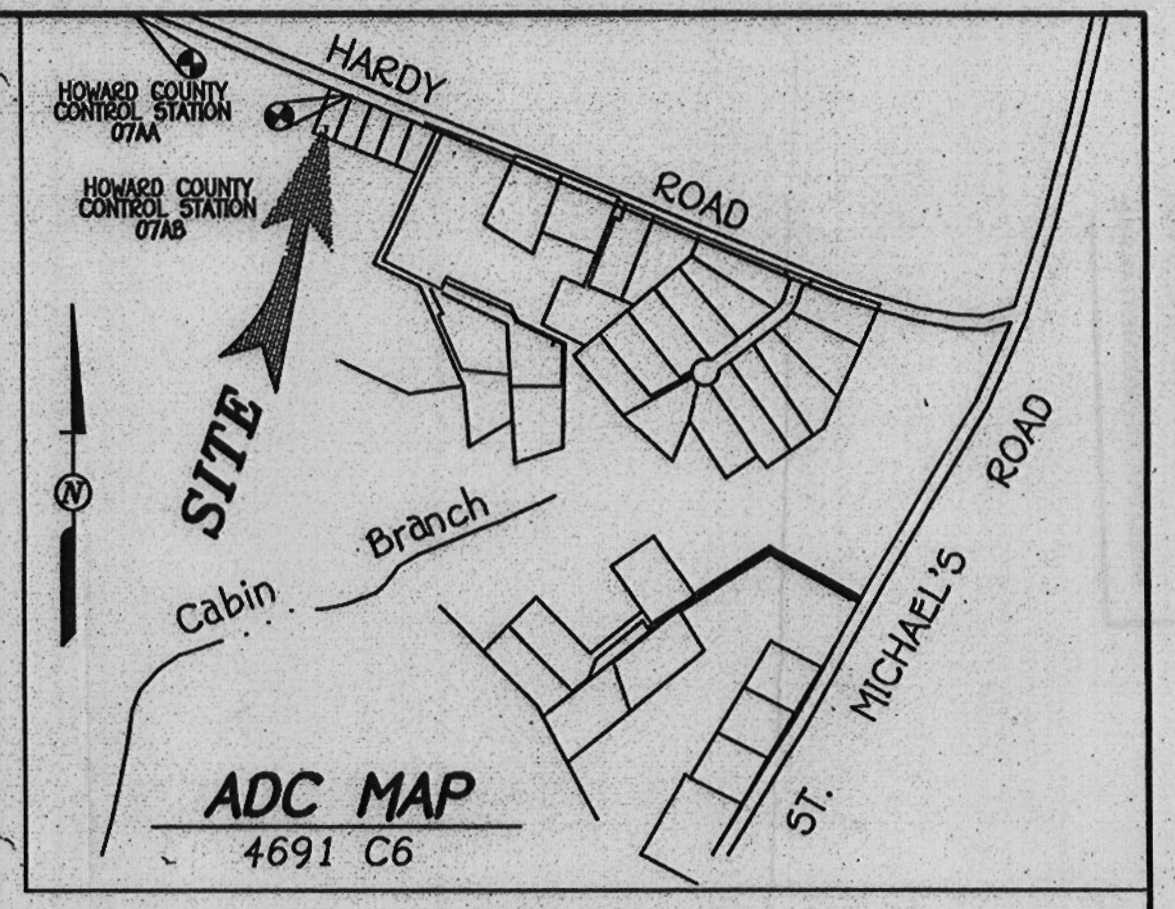 HARDY ROAD
HOWARD COUNTY
CONTROL STATION
07AA
HOWARD COUNTY
CONTROL STATION
07AB
SITE
N
ST. MICHAEL'S ROAD
Cabin Branch
ADC MAP
4691 C6